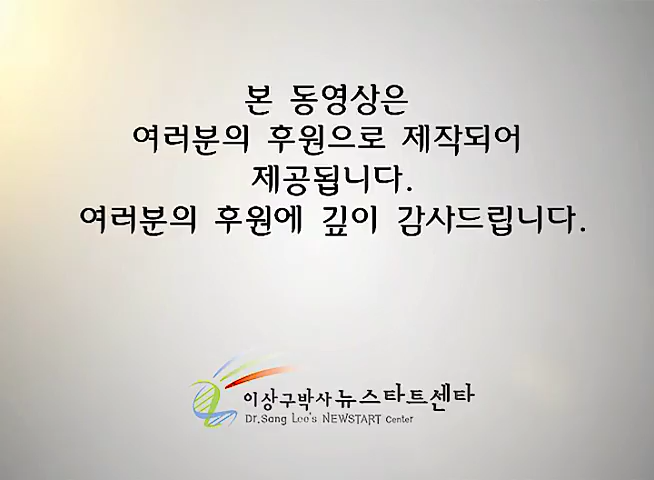 본 동영상은
여러분의 후원으로 제작되어
제공됩니다.
여러분의 후원에 깊이 감사드립니다.
이상구박사 뉴스타트센타
Dr.Sang Lee's NEWSTART Center